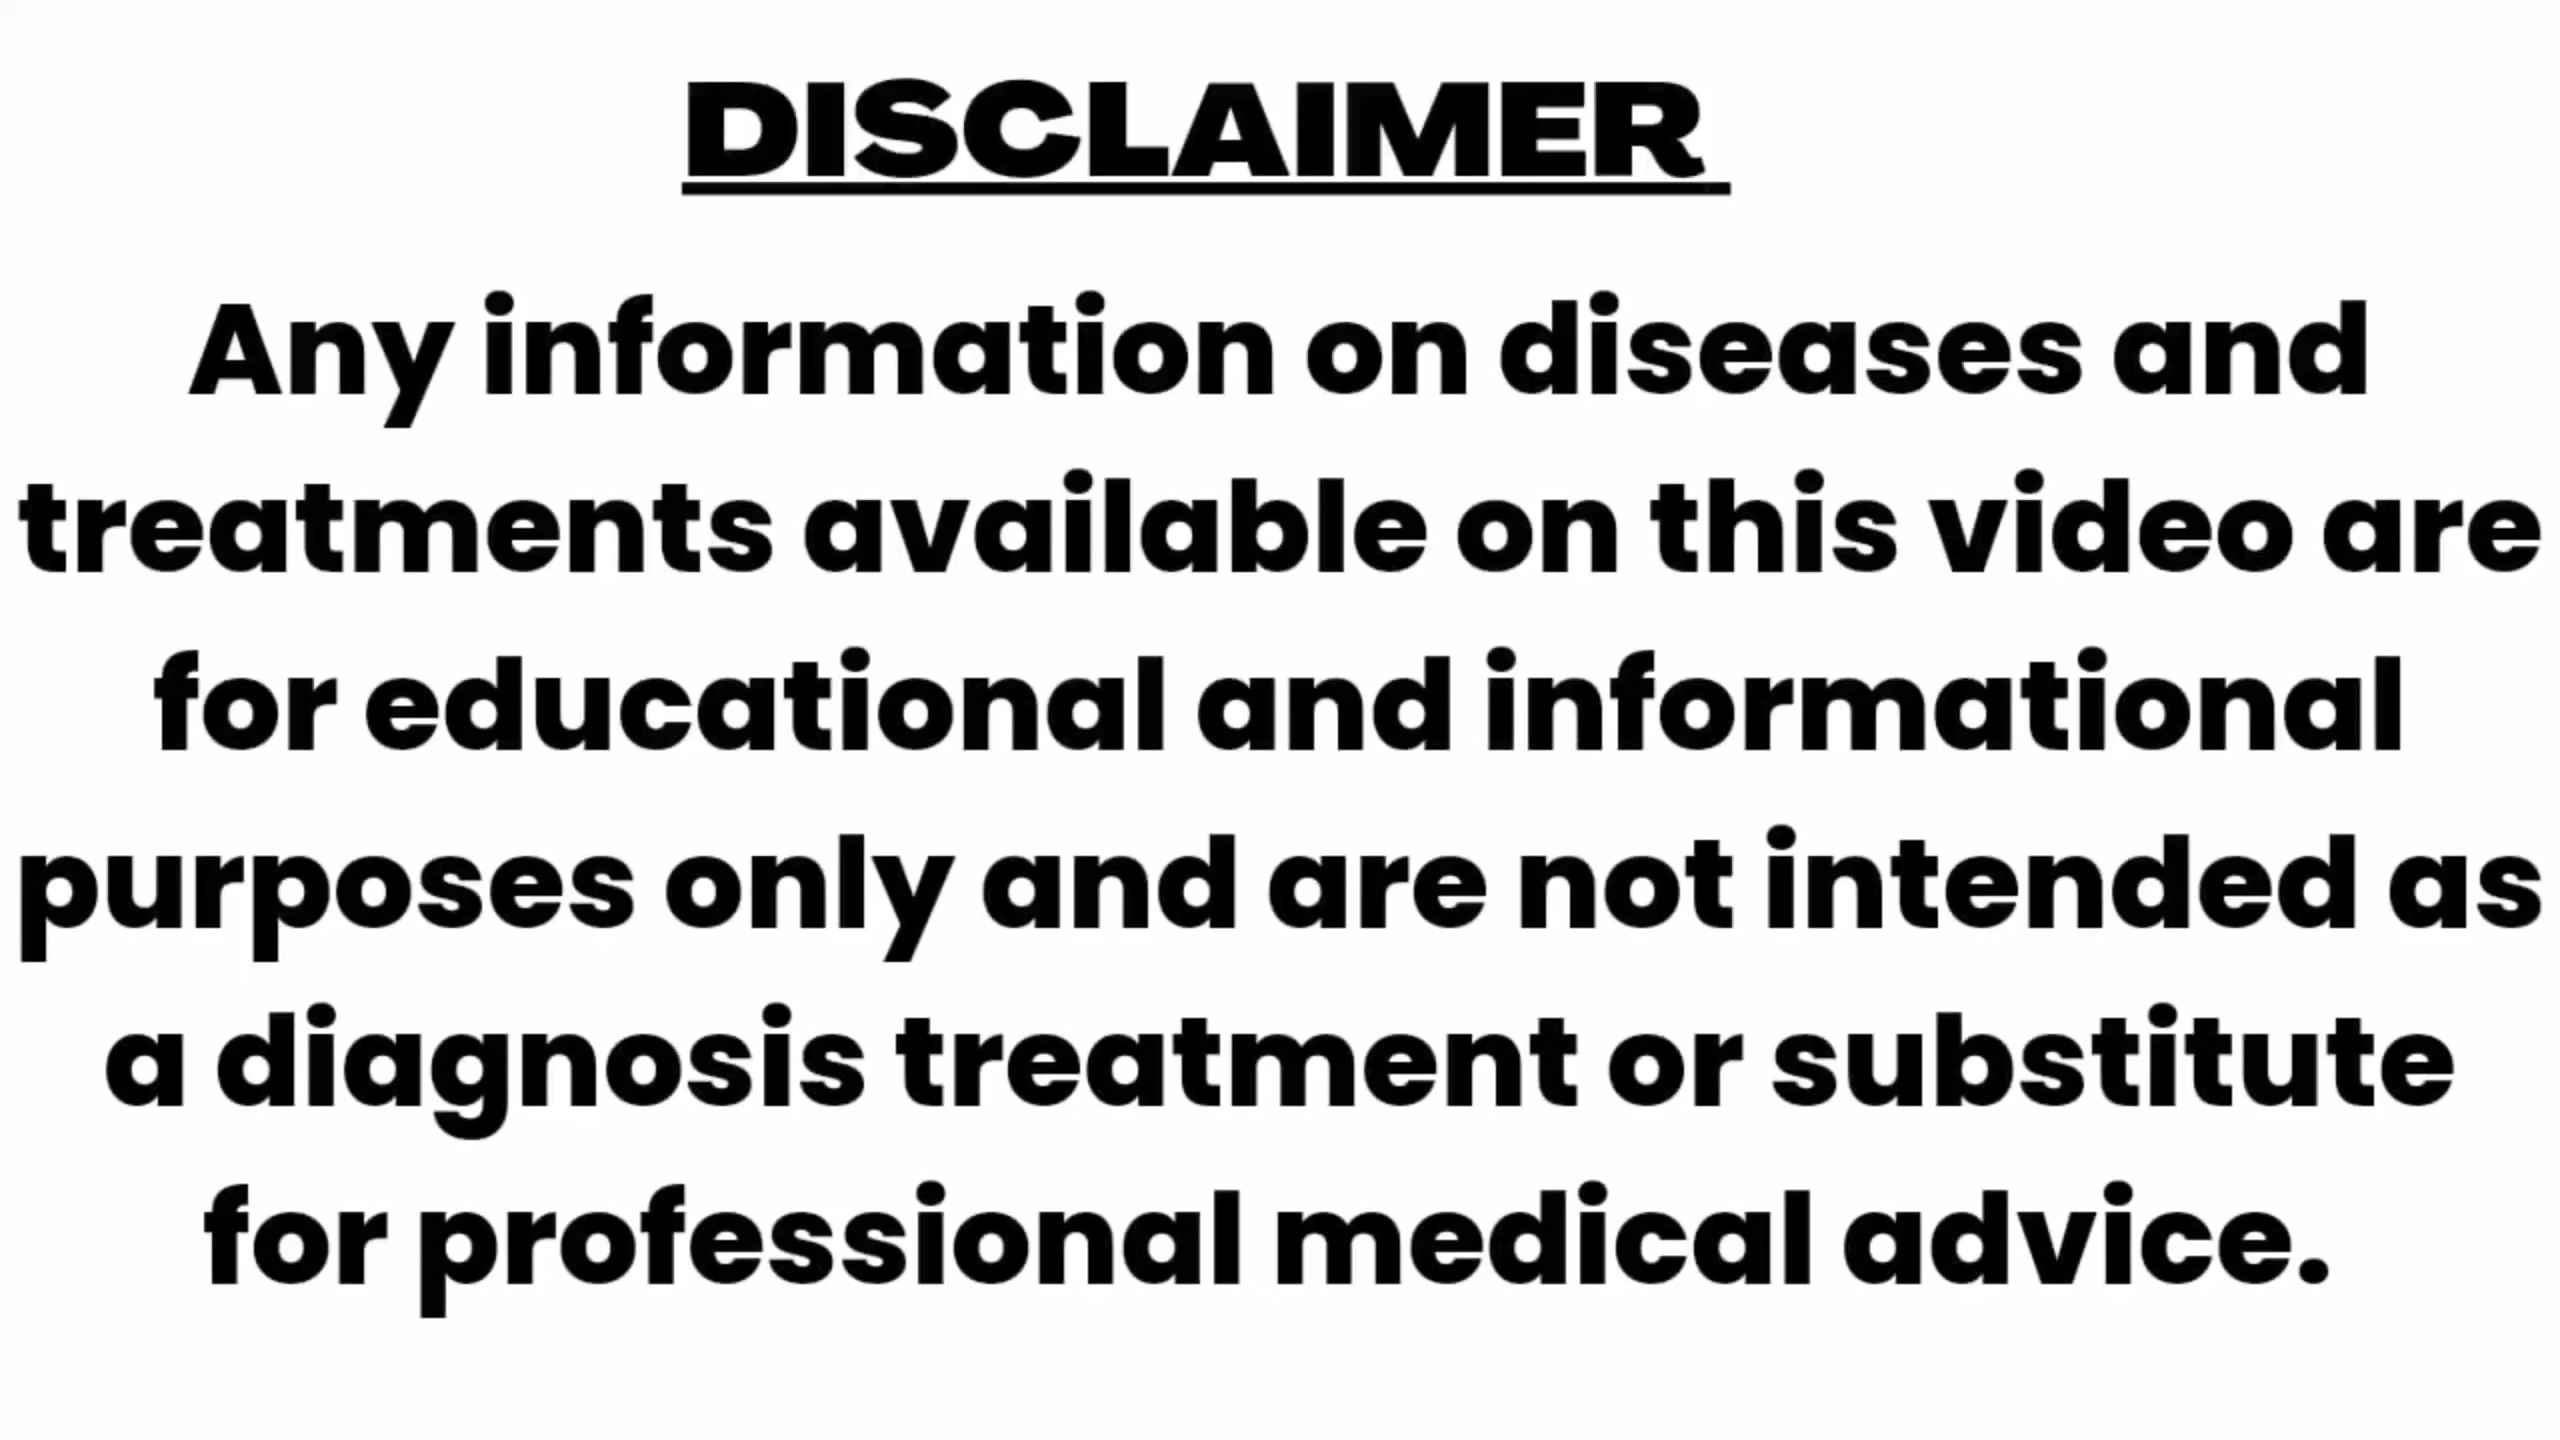 DISCLAIMER
Any information on diseases and
treatments available on this video are
for educational and informational
purposes only and are not intended as
a diagnosis treatment or substitute
for professional medical advice.